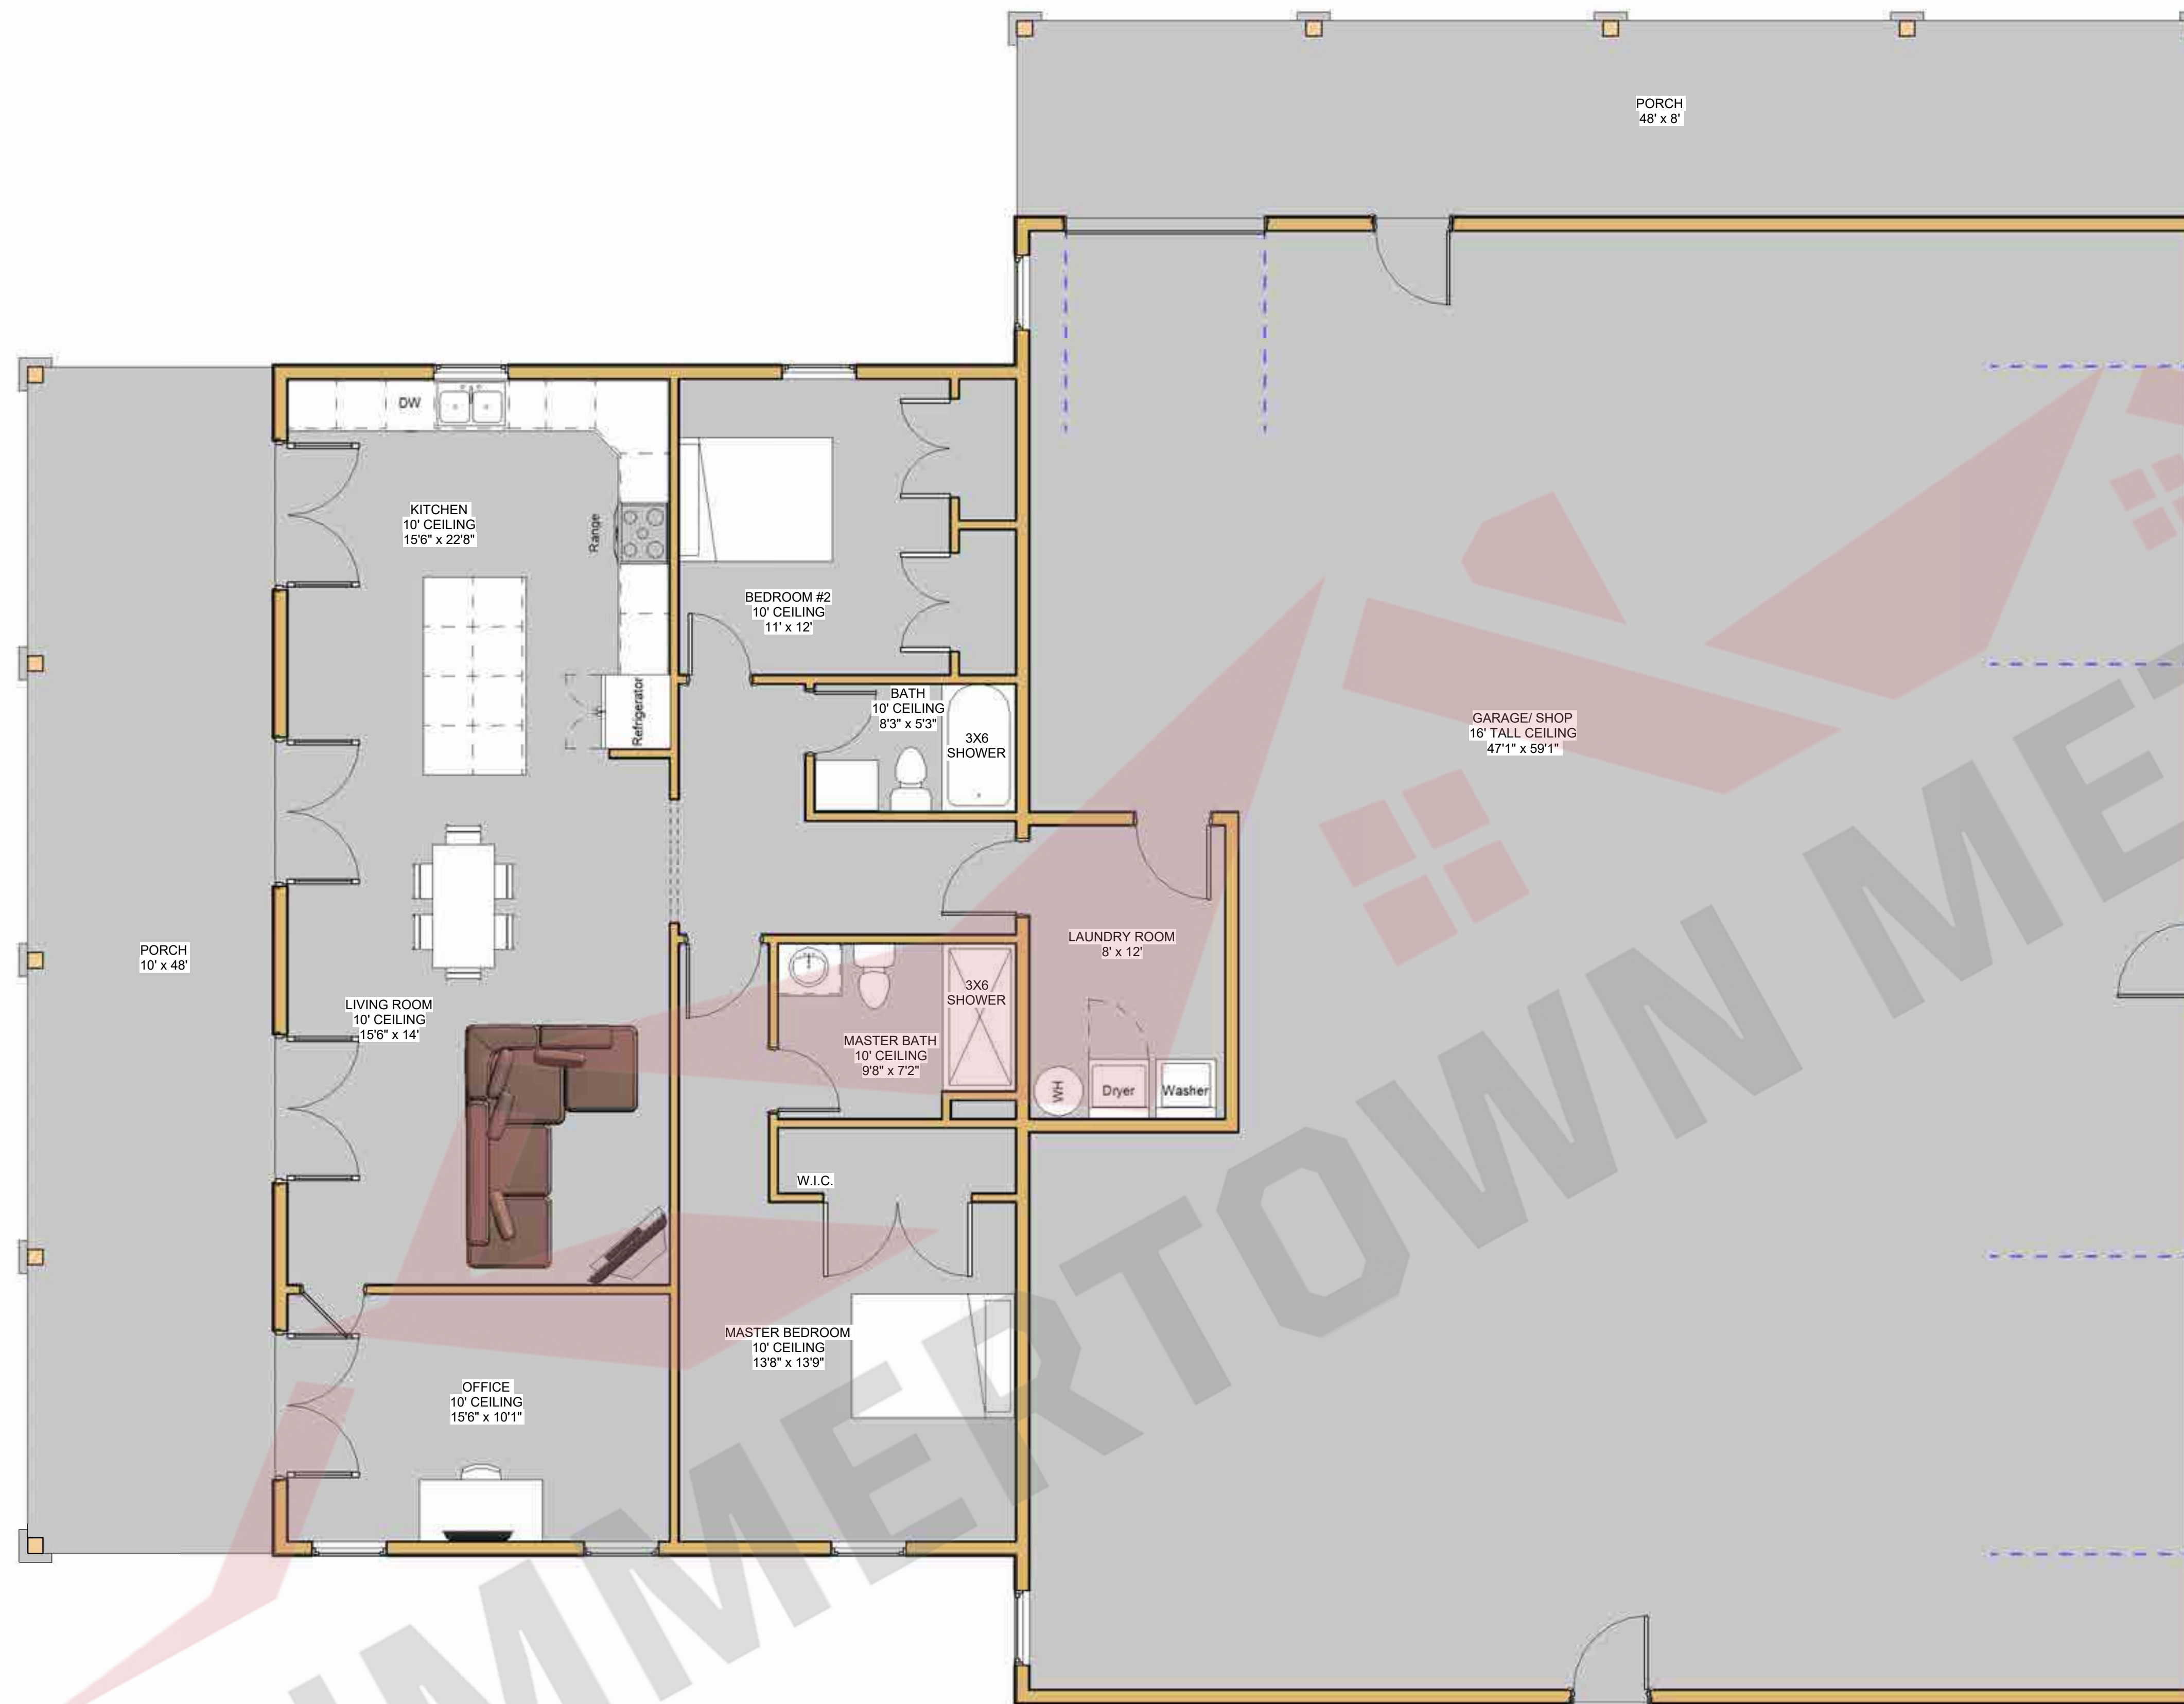 PORCH
48' x 8'
DW
KITCHEN
10' CEILING
15'6" x 22'8"
Range
BEDROOM #2
10' CEILING
11' x 12'
Refrigerator
BATH
10' CEILING
8'3" x 5'3"
3X6
SHOWER
GARAGE/ SHOP
16' TALL CEILING
47'1" x 59'1"
PORCH
10' x 48'
LIVING ROOM
10' CEILING
15'6" x 14'
LAUNDRY ROOM
8' x 12'
3X6
SHOWER
MASTER BATH
10' CEILING
9'8" x 7'2"
WH
Dryer
Washer
W.I.C.
MASTER BEDROOM
10' CEILING
13'8" x 13'9"
OFFICE
10' CEILING
15'6" x 10'1"
IMMERTOWN MET